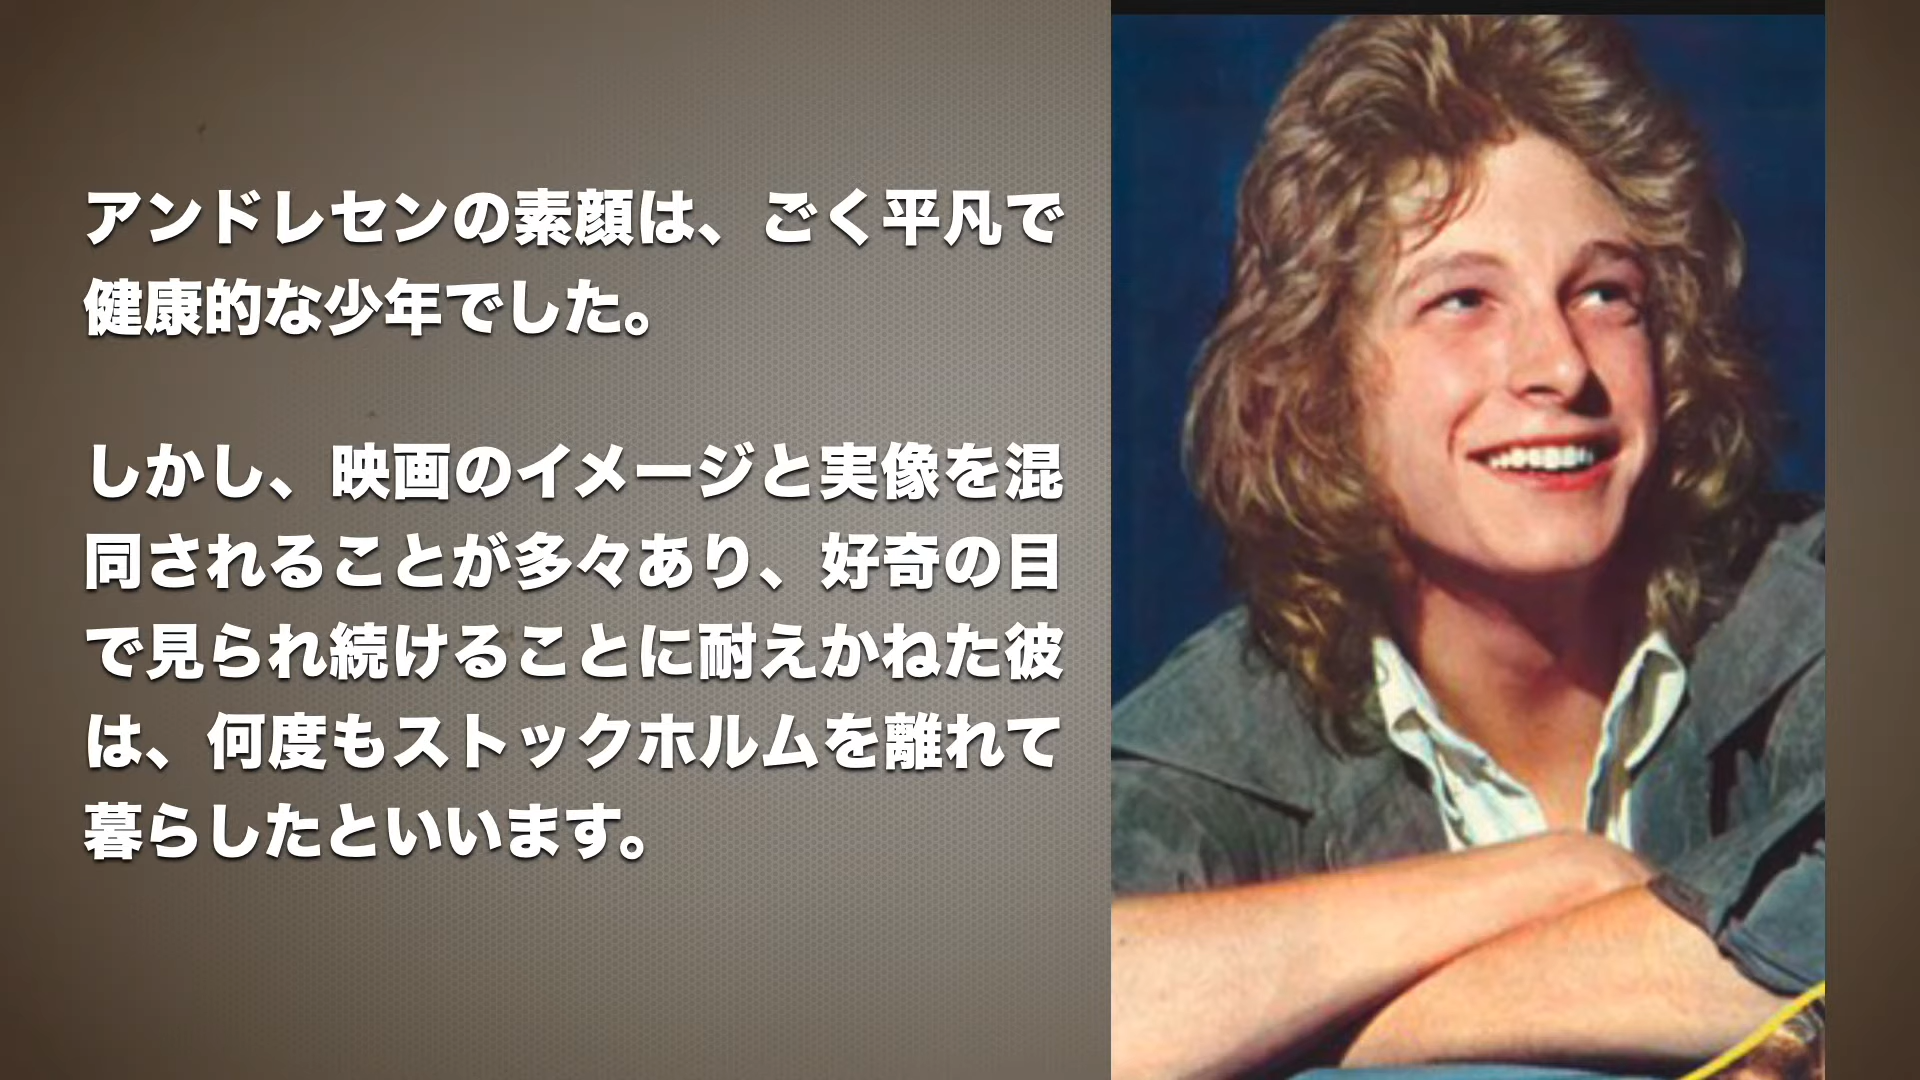 アンドレセンの素顔は、ごく平凡で
健康的な少年でした。
しかし、映画のイメージと実像を混
同されることが多々あり、好奇の目
で見られ続けることに耐えかねた彼
は、何度もストックホルムを離れて
暮らしたといいます。